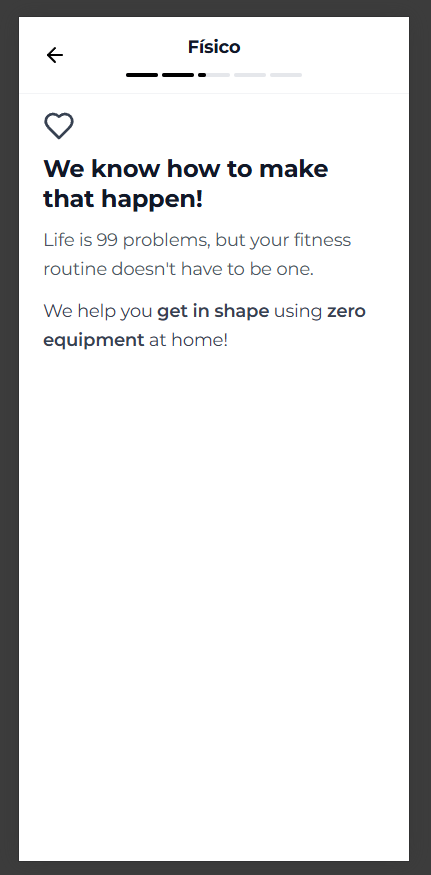 Físico
We know how to make
that happen!
Life is 99 problems, but your fitness
routine doesn't have to be one.
We help you get in shape using zero
equipment at home!